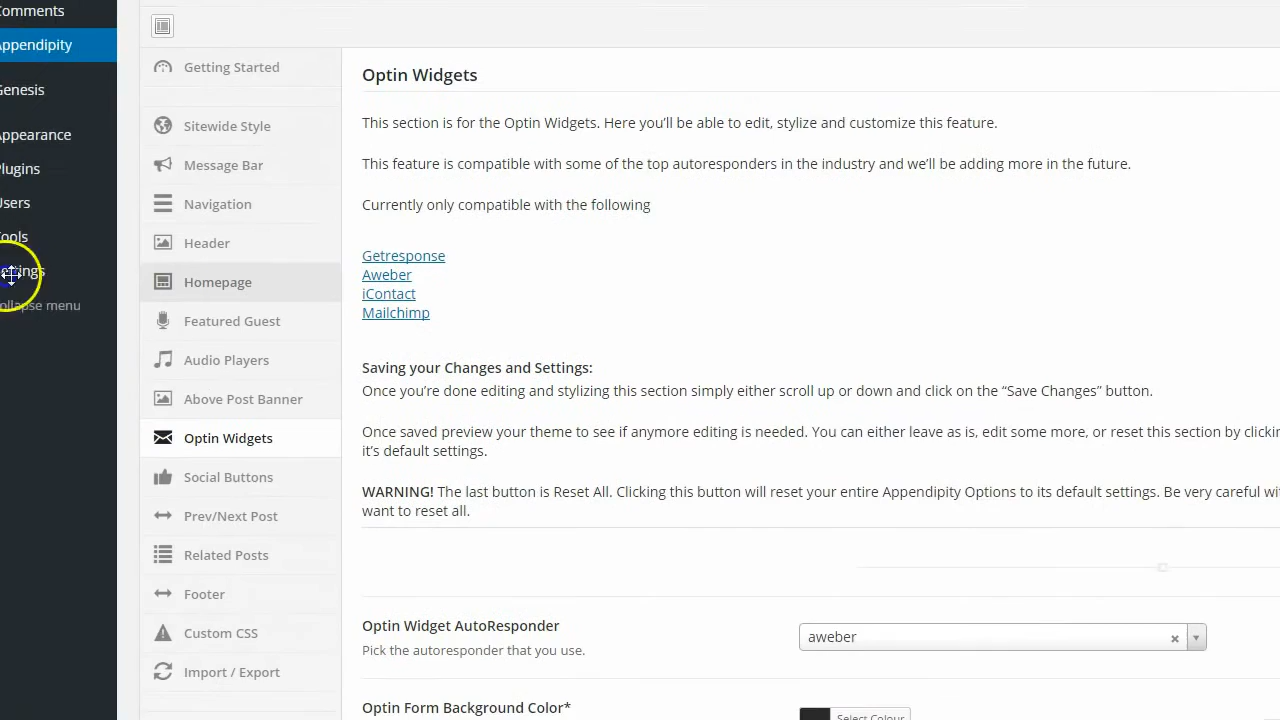 Comments
Appendipity
Genesis
Appearance
Plugins
Users
Tools
Settings
Collapse menu
Getting Started
Sitewide Style
Message Bar
Navigation
Header
Homepage
Featured Guest
Audio Players
Above Post Banner
Optin Widgets
Social Buttons
Prev/Next Post
Related Posts
Footer
Custom CSS
Import / Export
Optin Widgets
This section is for the Optin Widgets. Here you'll be able to edit, stylize and customize this feature.
This feature is compatible with some of the top autoresponders in the industry and we'll be adding more in the future.
Currently only compatible with the following
Getresponse
Aweber
iContact
Mailchimp
Saving your Changes and Settings:
Once you're done editing and stylizing this section simply either scroll up or down and click on the “Save Changes” button.
Once saved preview your theme to see if anymore editing is needed. You can either leave as is, edit some more, or reset this section by
it's default settings.
WARNING! The last button is Reset All. Clicking this button will reset your entire Appendipity Options to its default settings. Be very careful
want to reset all.
Optin Widget AutoResponder
Pick the autoresponder that you use.
aweber
Optin Form Background Color*
Select Colour